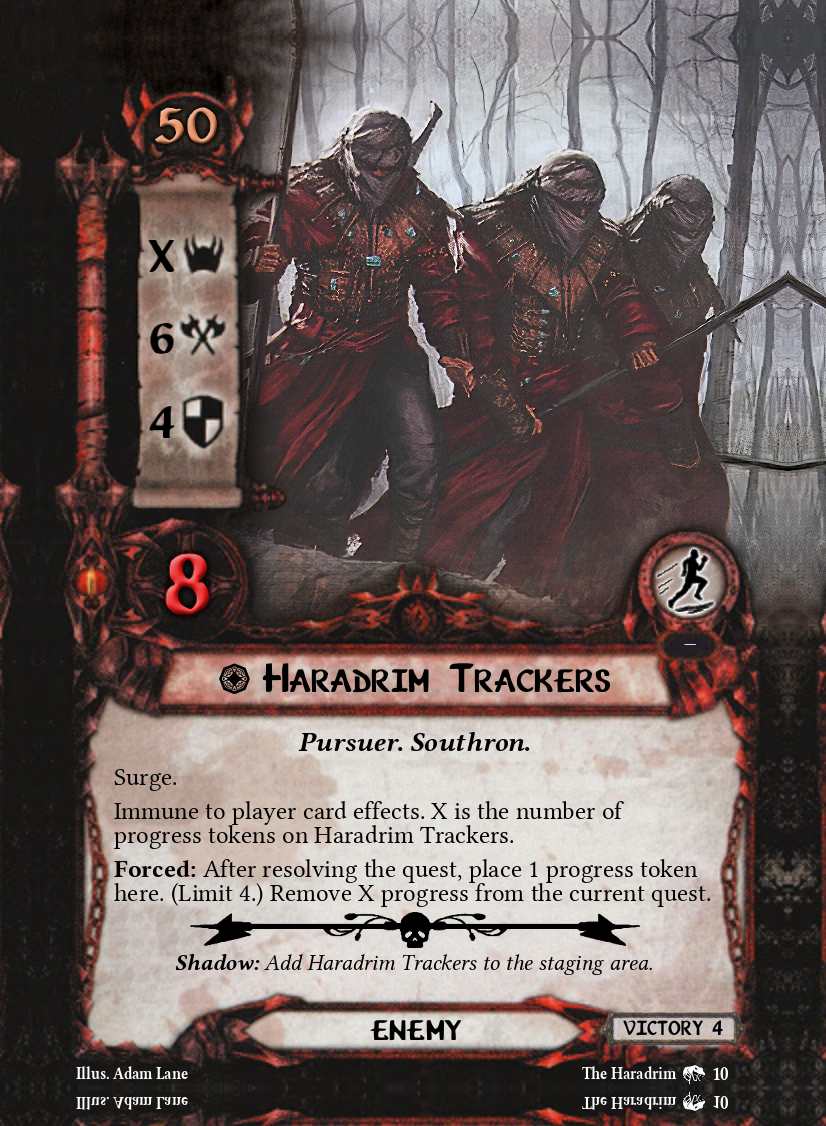 50
X
6
4
8
–
Haradrim Trackers
Pursuer. Southron.
Surge.
Immune to player card effects. X is the number of
progress tokens on Haradrim Trackers.
Forced: After resolving the quest, place 1 progress token
here. (Limit 4.) Remove X progress from the current quest.
Shadow: Add Haradrim Trackers to the staging area.
ENEMY
VICTORY 4
Illus. Adam Lane
The Haradrim 10
Illus. Adam Lane
The Haradrim 10